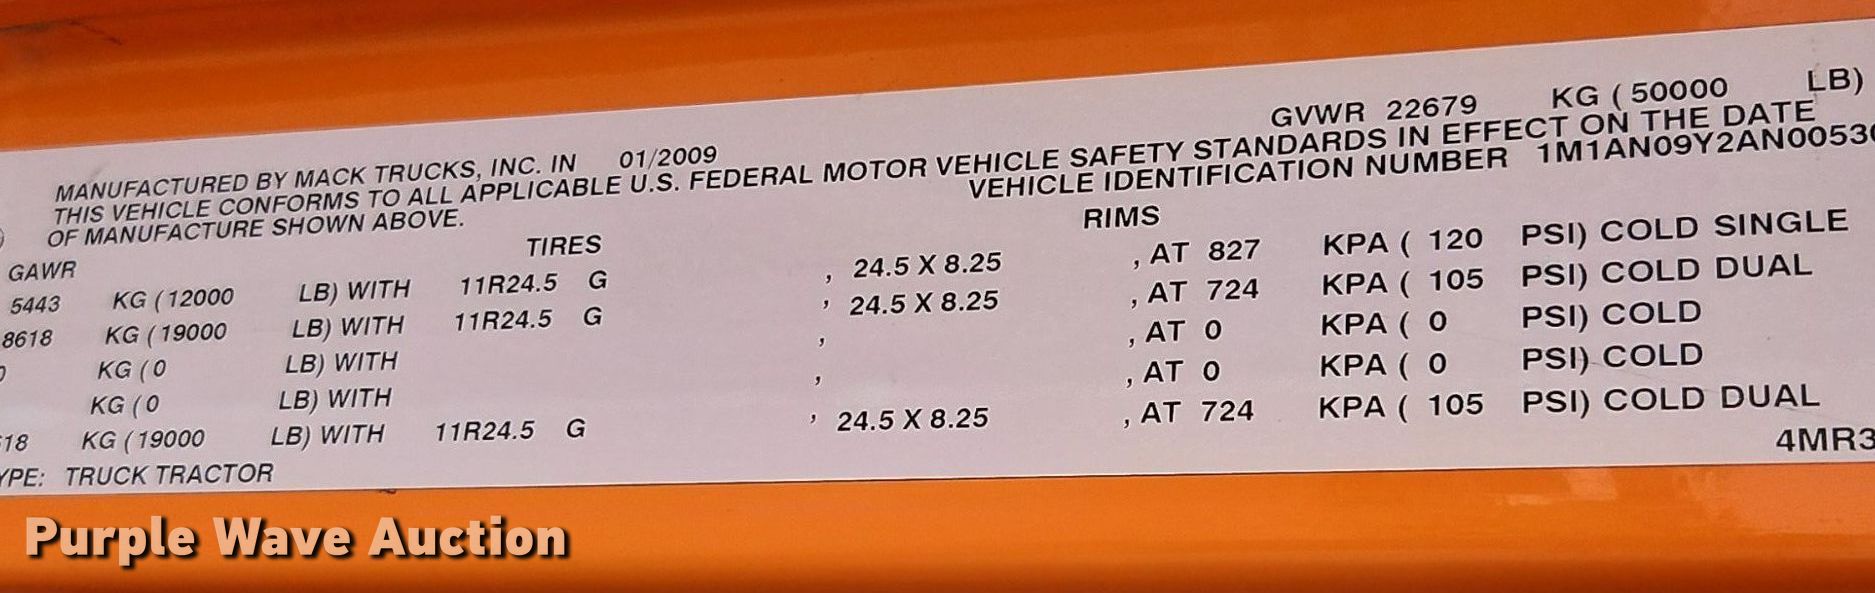 GVWR 22679 KG ( 50000 LB)
MANUFACTURED BY MACK TRUCKS, INC. IN 01/2009
THIS VEHICLE CONFORMS TO ALL APPLICABLE U.S. FEDERAL MOTOR VEHICLE SAFETY STANDARDS IN EFFECT ON THE DATE
OF MANUFACTURE SHOWN ABOVE. VEHICLE IDENTIFICATION NUMBER 1M1AN09Y2AN00530
GAWR TIRES RIMS
5443 KG (12000 LB) WITH 11R24.5 G , 24.5 X 8.25 , AT 827 KPA ( 120 PSI) COLD SINGLE
8618 KG (19000 LB) WITH 11R24.5 G , 24.5 X 8.25 , AT 724 KPA ( 105 PSI) COLD DUAL
0 KG (0 LB) WITH , , AT 0 KPA ( 0 PSI) COLD
KG (0 LB) WITH , , AT 0 KPA ( 0 PSI) COLD
18 KG (19000 LB) WITH 11R24.5 G , 24.5 X 8.25 , AT 724 KPA ( 105 PSI) COLD DUAL
YPE: TRUCK TRACTOR 4MR3
Purple Wave Auction